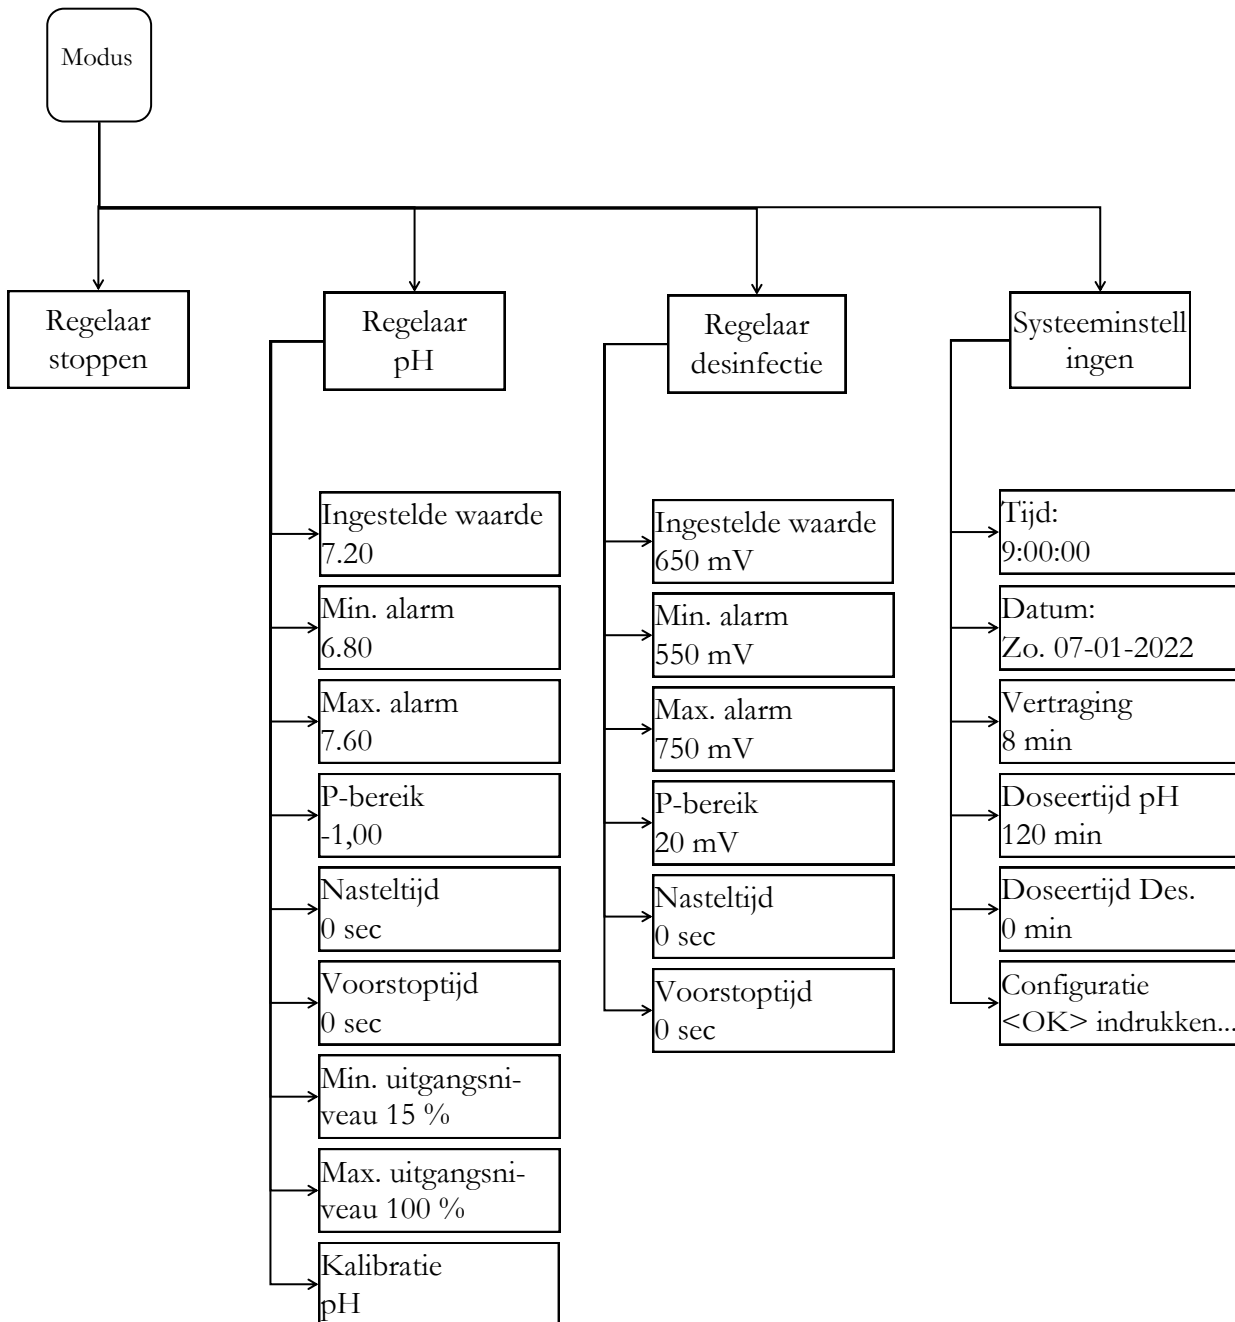 Modus
Regelaar
stoppen
Regelaar
pH
Regelaar
desinfectie
Systeeminstell
ingen
Ingestelde waarde
7.20
Min. alarm
6.80
Max. alarm
7.60
P-bereik
-1,00
Nasteltijd
0 sec
Voorstoptijd
0 sec
Min. uitgangsni-
veau 15 %
Max. uitgangsni-
veau 100 %
Kalibratie
pH
Ingestelde waarde
650 mV
Min. alarm
550 mV
Max. alarm
750 mV
P-bereik
20 mV
Nasteltijd
0 sec
Voorstoptijd
0 sec
Tijd:
9:00:00
Datum:
Zo. 07-01-2022
Vertraging
8 min
Doseertijd pH
120 min
Doseertijd Des.
0 min
Configuratie
<OK> indrukken...